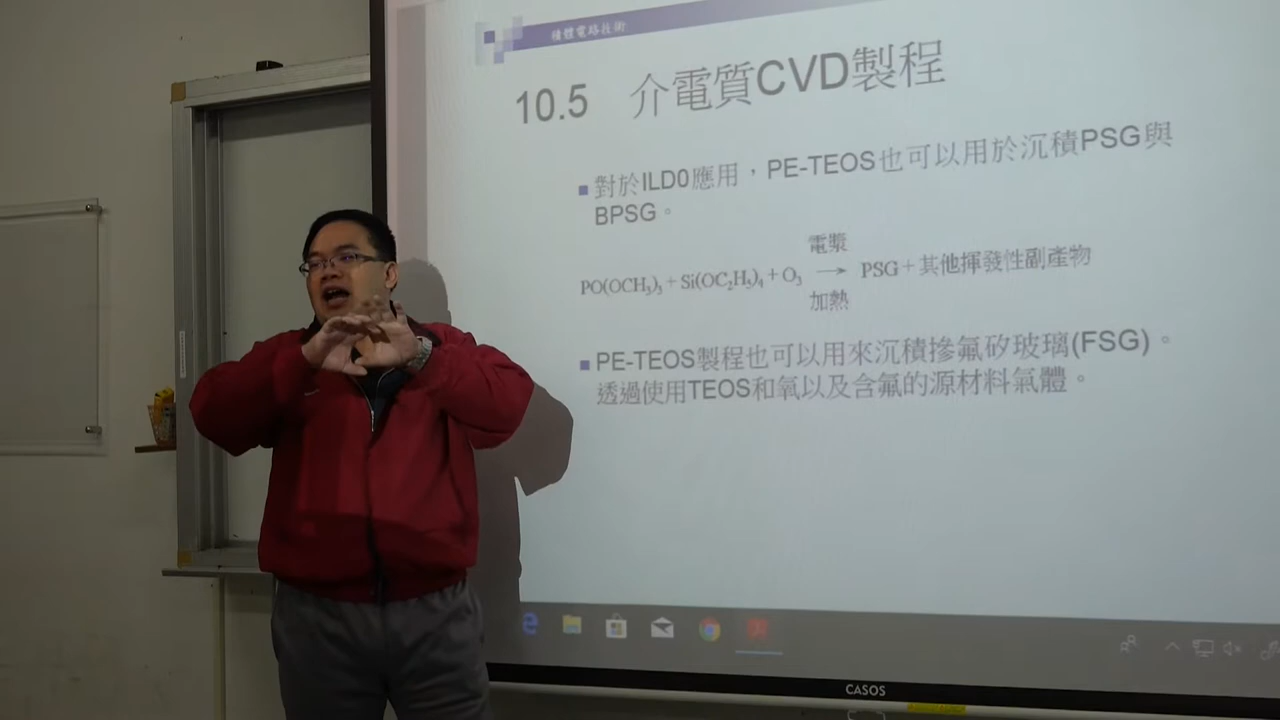 積體電路技術
10.5 介電質CVD製程
■ 對於ILD0應用，PE-TEOS也可以用於沉積PSG與
BPSG。
電漿
PO(OCH₃)₃ + Si(OC₂H₅)₄ + O₃ → PSG + 其他揮發性副產物
加熱
■ PE-TEOS製程也可以用來沉積摻氟矽玻璃(FSG)。
透過使用TEOS和氧以及含氟的源材料氣體。
CASOS